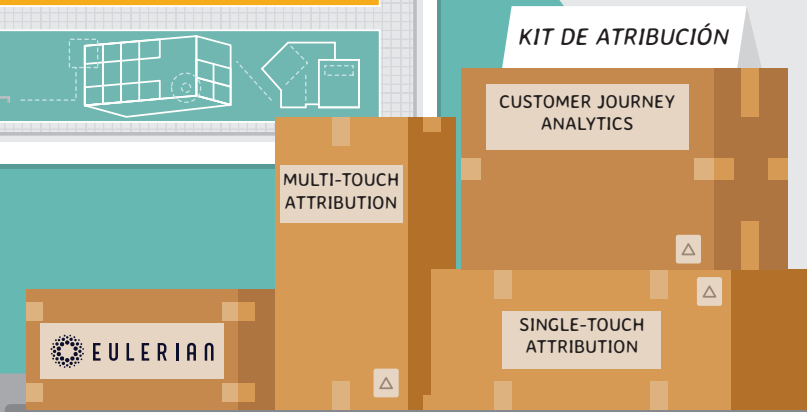 KIT DE ATRIBUCIÓN
CUSTOMER JOURNEY
ANALYTICS
MULTI-TOUCH
ATTRIBUTION
SINGLE-TOUCH
ATTRIBUTION
EULERIAN